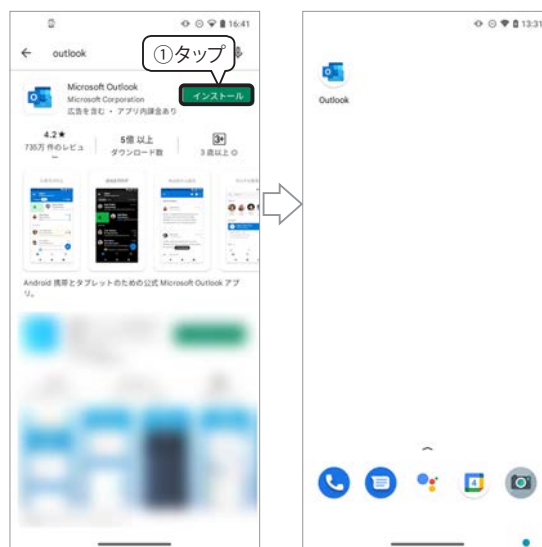 16:41
outlook
①タップ
Microsoft Outlook
Microsoft Corporation
広告を含む・アプリ内課金あり
インストール
4.2★
735万 件のレビュ
ー
5億 以上
ダウンロード数
3+
3 歳以上
Android 携帯とタブレットのための公式 Microsoft Outlook アプ
リ。
13:31
Outlook
4